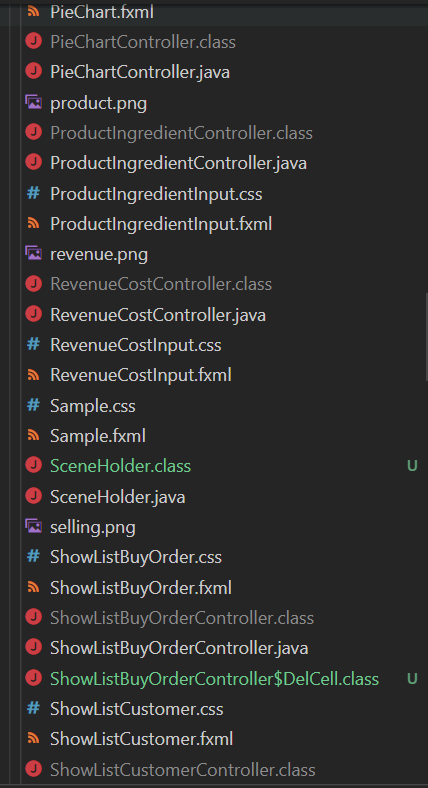 PieChart.fxml
PieChartController.class
PieChartController.java
product.png
ProductIngredientController.class
ProductIngredientController.java
ProductIngredientInput.css
ProductIngredientInput.fxml
revenue.png
RevenueCostController.class
RevenueCostController.java
RevenueCostInput.css
RevenueCostInput.fxml
Sample.css
Sample.fxml
SceneHolder.class U
SceneHolder.java
selling.png
ShowListBuyOrder.css
ShowListBuyOrder.fxml
ShowListBuyOrderController.class
ShowListBuyOrderController.java
ShowListBuyOrderController$DelCell.class U
ShowListCustomer.css
ShowListCustomer.fxml
ShowListCustomerController.class